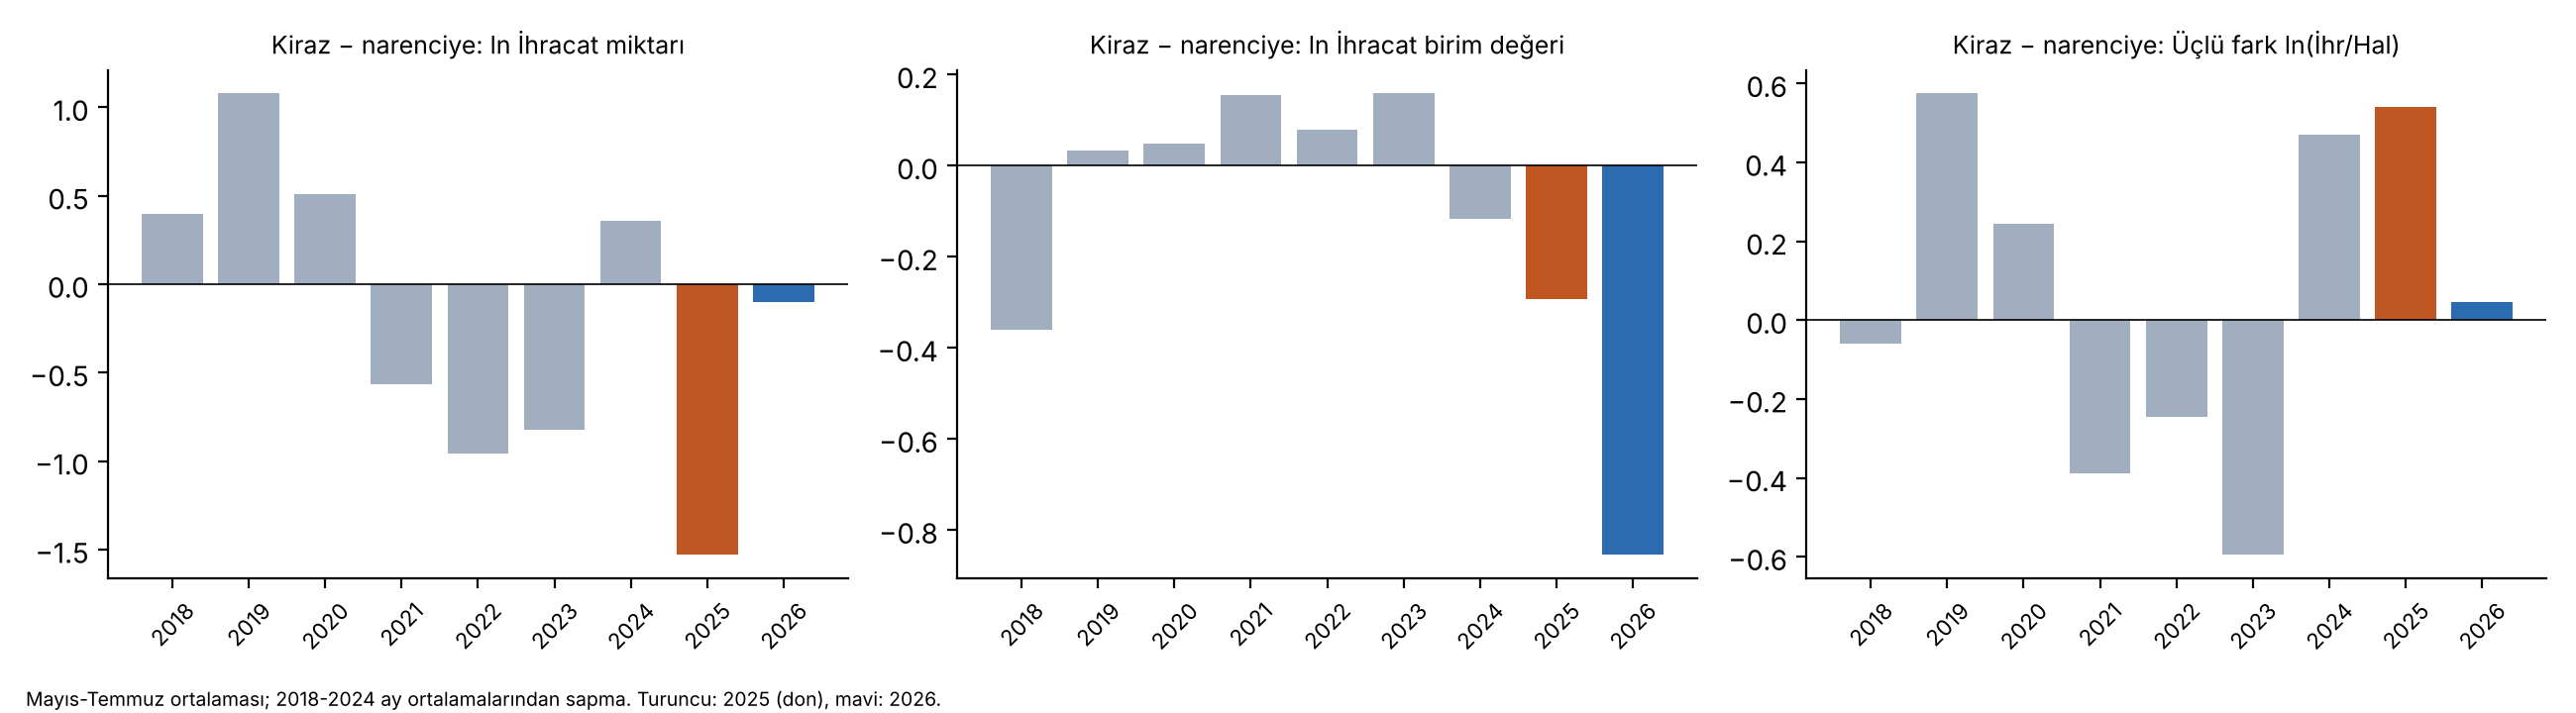 Kiraz − narenciye: ln İhracat miktarı
1.0
0.5
0.0
−0.5
−1.0
−1.5
2018 2019 2020 2021 2022 2023 2024 2025 2026
Kiraz − narenciye: ln İhracat birim değeri
0.2
0.0
−0.2
−0.4
−0.6
−0.8
2018 2019 2020 2021 2022 2023 2024 2025 2026
Kiraz − narenciye: Üçlü fark ln(İhr/Hal)
0.6
0.4
0.2
0.0
−0.2
−0.4
−0.6
2018 2019 2020 2021 2022 2023 2024 2025 2026
Mayıs-Temmuz ortalaması; 2018-2024 ay ortalamalarından sapma. Turuncu: 2025 (don), mavi: 2026.